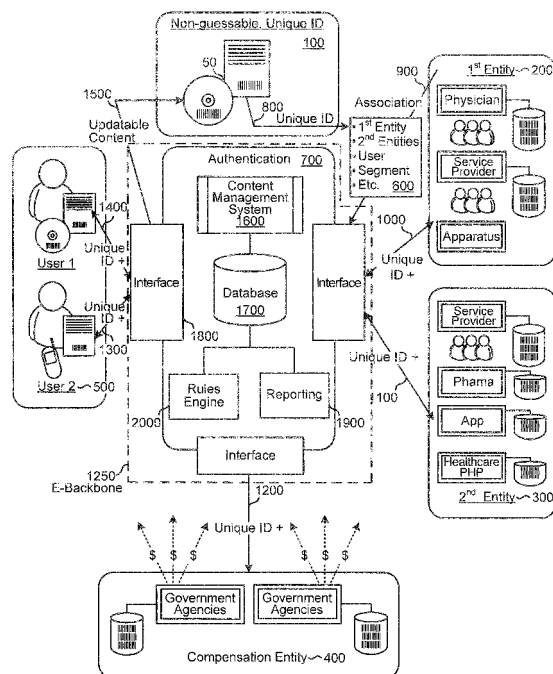 Non-guessable, Unique ID
100
50
800
Unique ID
1500
Updatable
Content
900
Association
1st Entity
2nd Entities
User
Segment
Etc.
600
1st Entity 200
Physician
Service
Provider
Apparatus
1000
Unique
ID +
Authentication 700
Content
Management
System
1600
Database
1700
Interface
1800
Interface
Rules
Engine
2000
Reporting
1900
Interface
1400
Unique
ID +
User 1
Unique
ID +
1300
User 2 500
Service
Provider
Phama
App
Healthcare
PHP
2nd Entity 300
Unique ID +
100
1250
E-Backbone
1200
Unique ID +
$ $ $ $ $ $
Government
Agencies
Government
Agencies
Compensation Entity 400